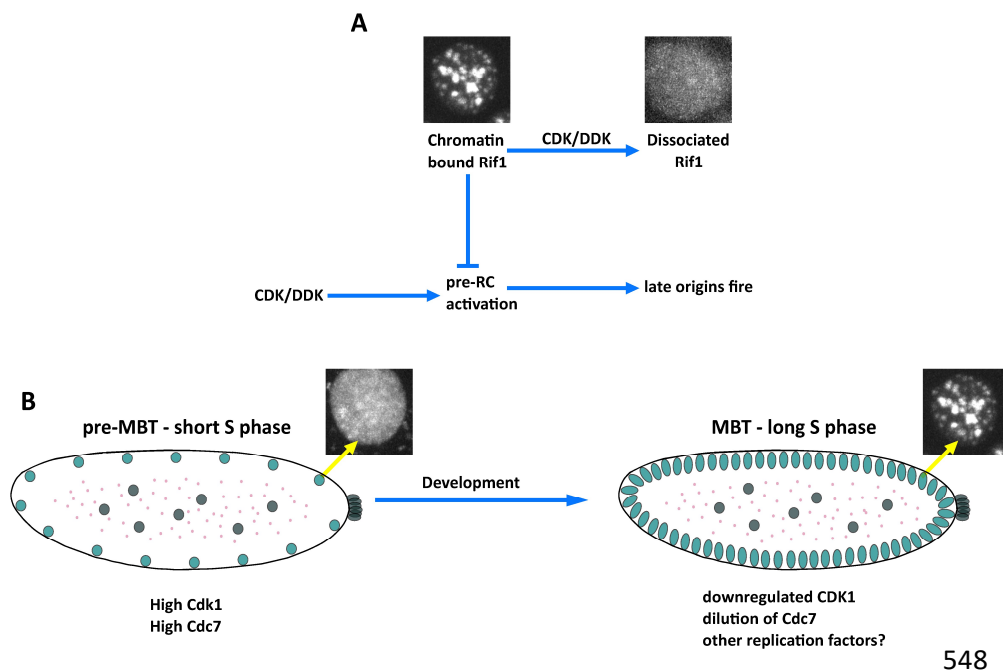 A
Chromatin
bound Rif1
CDK/DDK
Dissociated
Rif1
CDK/DDK
pre-RC
activation
late origins fire
B
pre-MBT - short S phase
MBT - long S phase
Development
High Cdk1
High Cdc7
downregulated CDK1
dilution of Cdc7
other replication factors?
548